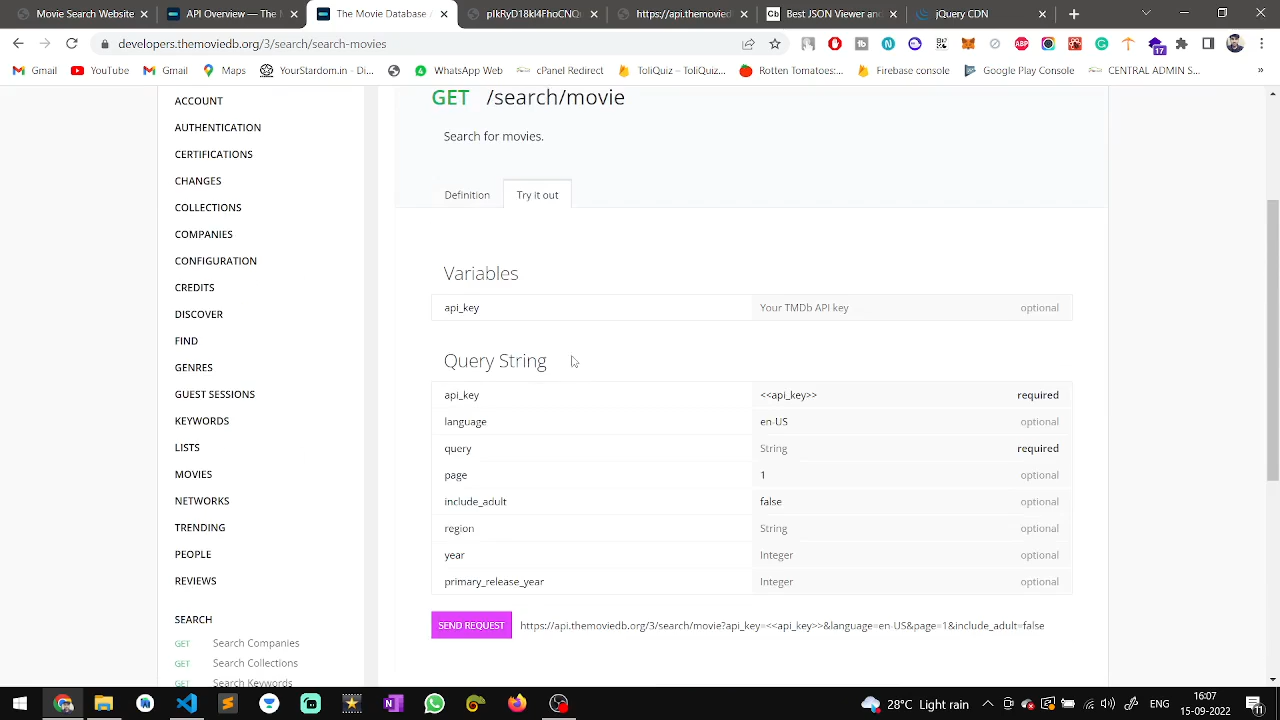 Movie Search Website
API Overview — The
The Movie Database
https://api.themoviedb
Best JSON Viewer and
jQuery CDN
developers.themoviedb.org/3/search/search-movies
Gmail
YouTube
Gmail
Maps
YourStardom.in - Di...
WhatsApp Web
cPanel Redirect
ToliQuiz – ToliQuiz...
Rotten Tomatoes:...
Firebase console
Google Play Console
CENTRAL ADMIN S...
»
ACCOUNT
AUTHENTICATION
CERTIFICATIONS
CHANGES
COLLECTIONS
COMPANIES
CONFIGURATION
CREDITS
DISCOVER
FIND
GENRES
GUEST SESSIONS
KEYWORDS
LISTS
MOVIES
NETWORKS
TRENDING
PEOPLE
REVIEWS
SEARCH
GET Search Companies
GET Search Collections
GET Search Keywords
GET /search/movie
Search for movies.
Definition Try it out
Variables
api_key Your TMDb API key optional
Query String
api_key <<api_key>> required
language en-US optional
query String required
page 1 optional
include_adult false optional
region String optional
year Integer optional
primary_release_year Integer optional
SEND REQUEST https://api.themoviedb.org/3/search/movie?api_key=<<api_key>>&language=en-US&page=1&include_adult=false
28°C Light rain
ENG
16:07
15-09-2022